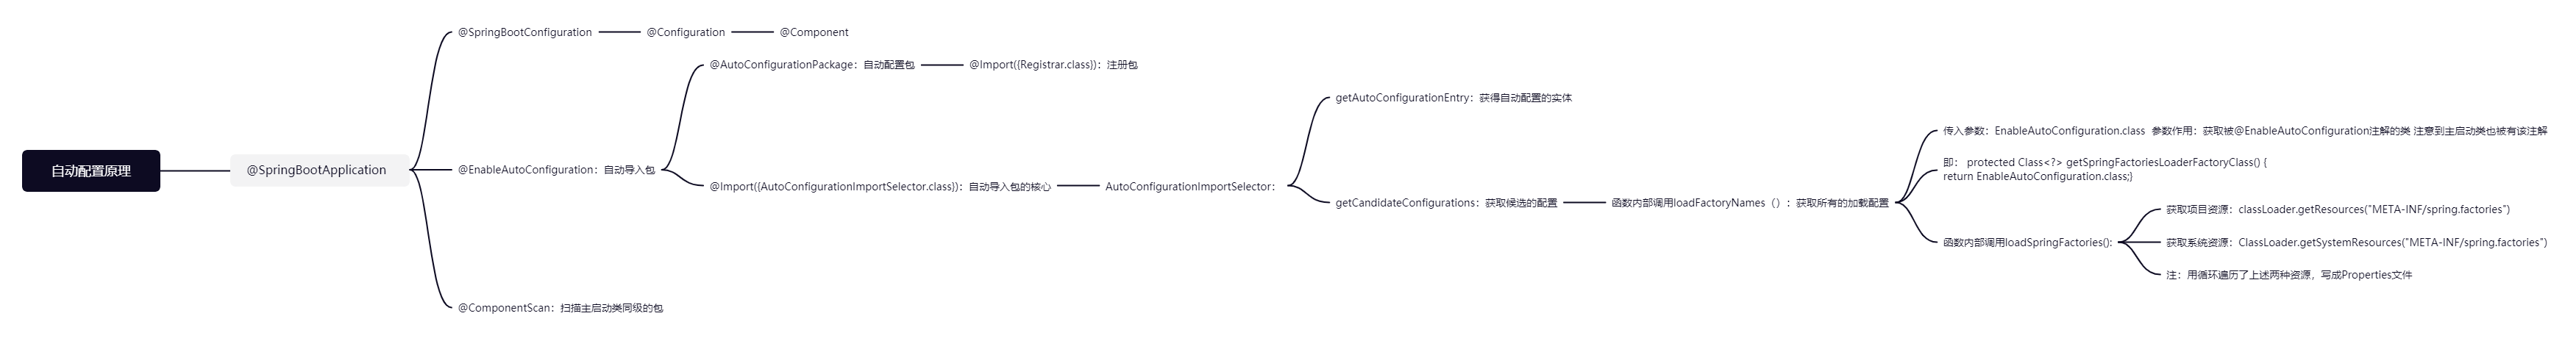 自动配置原理
@SpringBootApplication
@SpringBootConfiguration
@Configuration
@Component
@EnableAutoConfiguration：自动导入包
@AutoConfigurationPackage：自动配置包
@Import({Registrar.class})：注册包
@Import({AutoConfigurationImportSelector.class})：自动导入包的核心
AutoConfigurationImportSelector：
getAutoConfigurationEntry：获得自动配置的实体
getCandidateConfigurations：获取候选的配置
函数内部调用loadFactoryNames（）：获取所有的加载配置
传入参数：EnableAutoConfiguration.class  参数作用：获取被@EnableAutoConfiguration注解的类 注意到主启动类也被有该注解
即： protected Class<?> getSpringFactoriesLoaderFactoryClass() {
return EnableAutoConfiguration.class;}
函数内部调用loadSpringFactories():
获取项目资源：classLoader.getResources("META-INF/spring.factories")
获取系统资源：ClassLoader.getSystemResources("META-INF/spring.factories")
注：用循环遍历了上述两种资源，写成Properties文件
@ComponentScan：扫描主启动类同级的包